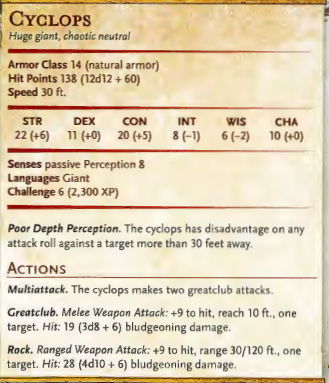 CYCLOPS
Huge giant, chaotic neutral
Armor Class 14 (natural armor)
Hit Points 138 (12d12 + 60)
Speed 30 ft.
STR DEX CON INT WIS CHA
22 (+6) 11 (+0) 20 (+5) 8 (−1) 6 (−2) 10 (+0)
Senses passive Perception 8
Languages Giant
Challenge 6 (2,300 XP)
Poor Depth Perception. The cyclops has disadvantage on any
attack roll against a target more than 30 feet away.
ACTIONS
Multiattack. The cyclops makes two greatclub attacks.
Greatclub. Melee Weapon Attack: +9 to hit, reach 10 ft., one
target. Hit: 19 (3d8 + 6) bludgeoning damage.
Rock. Ranged Weapon Attack: +9 to hit, range 30/120 ft., one
target. Hit: 28 (4d10 + 6) bludgeoning damage.